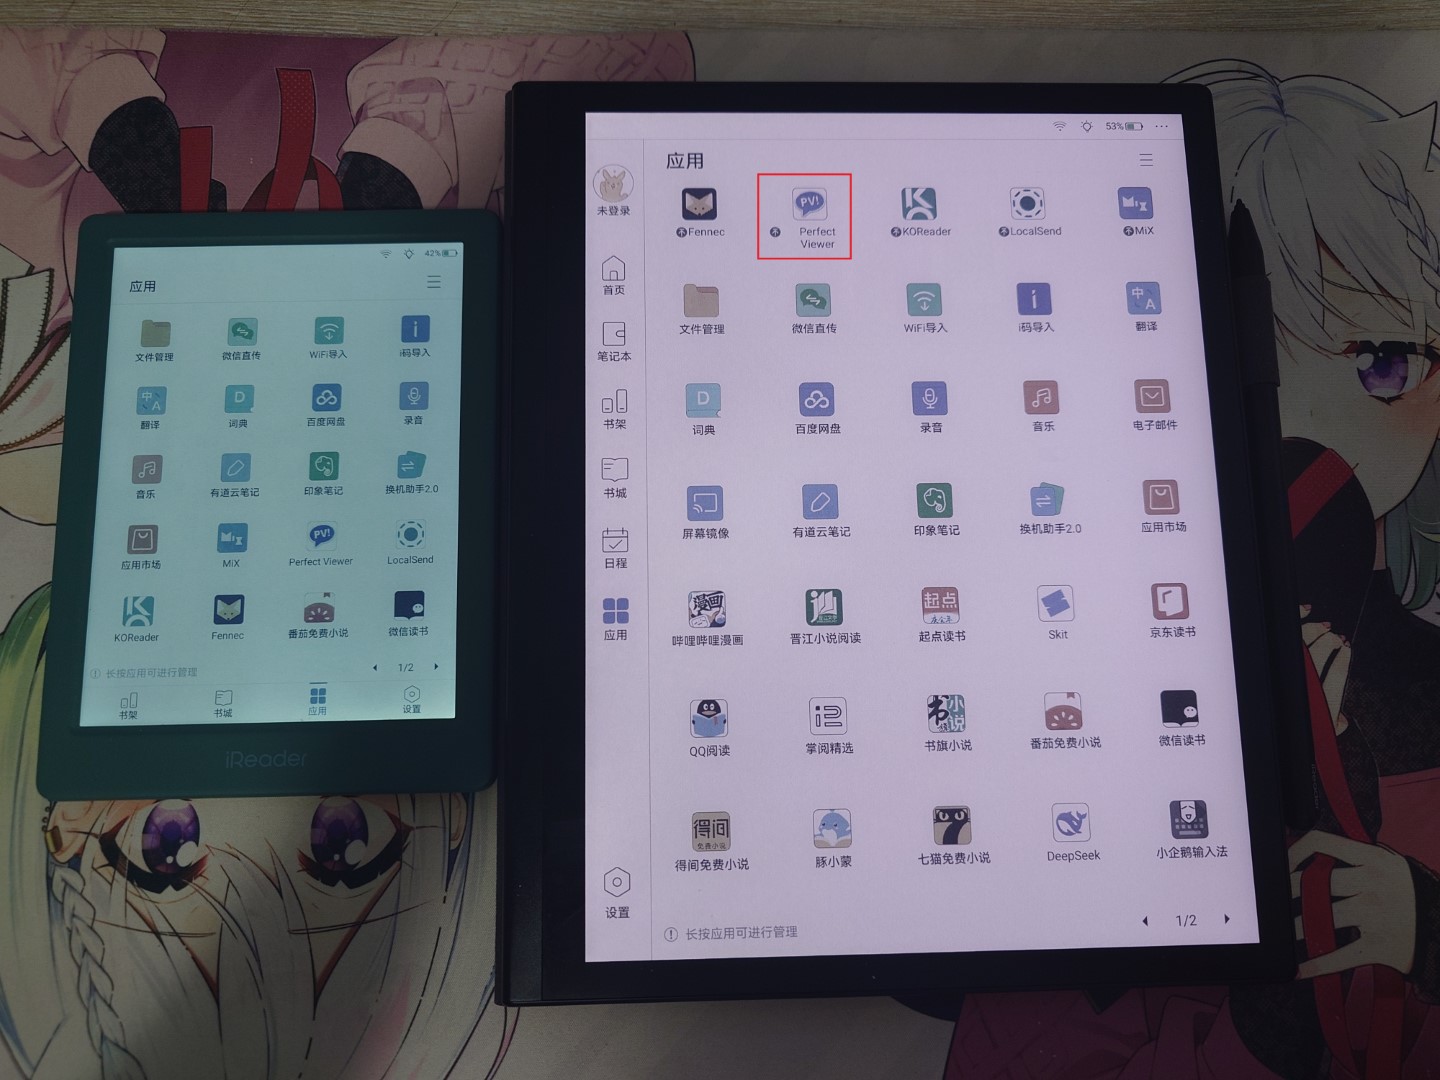 42%
应用
文件管理
微信直传
WiFi导入
i码导入
翻译
词典
百度网盘
录音
音乐
有道云笔记
印象笔记
换机助手2.0
应用市场
MiX
PV!
Perfect Viewer
LocalSend
KOReader
Fennec
番茄免费小说
微信读书
长按应用可进行管理
1/2
书架
书城
应用
设置
iReader
53%
未登录
首页
笔记本
书架
书城
日程
应用
设置
应用
Fennec
PV!
Perfect
Viewer
KOReader
LocalSend
MiX
文件管理
微信直传
WiFi导入
i码导入
中
A
翻译
D
词典
百度网盘
录音
音乐
电子邮件
屏幕镜像
有道云笔记
印象笔记
换机助手2.0
应用市场
漫画
哔哩哔哩漫画
晋江小说阅读
起点
起点读书
Skit
京东读书
QQ阅读
掌阅精选
书旗小说
番茄免费小说
微信读书
得间
免费小说
得间免费小说
豚小蒙
七猫免费小说
DeepSeek
小企鹅输入法
长按应用可进行管理
1/2